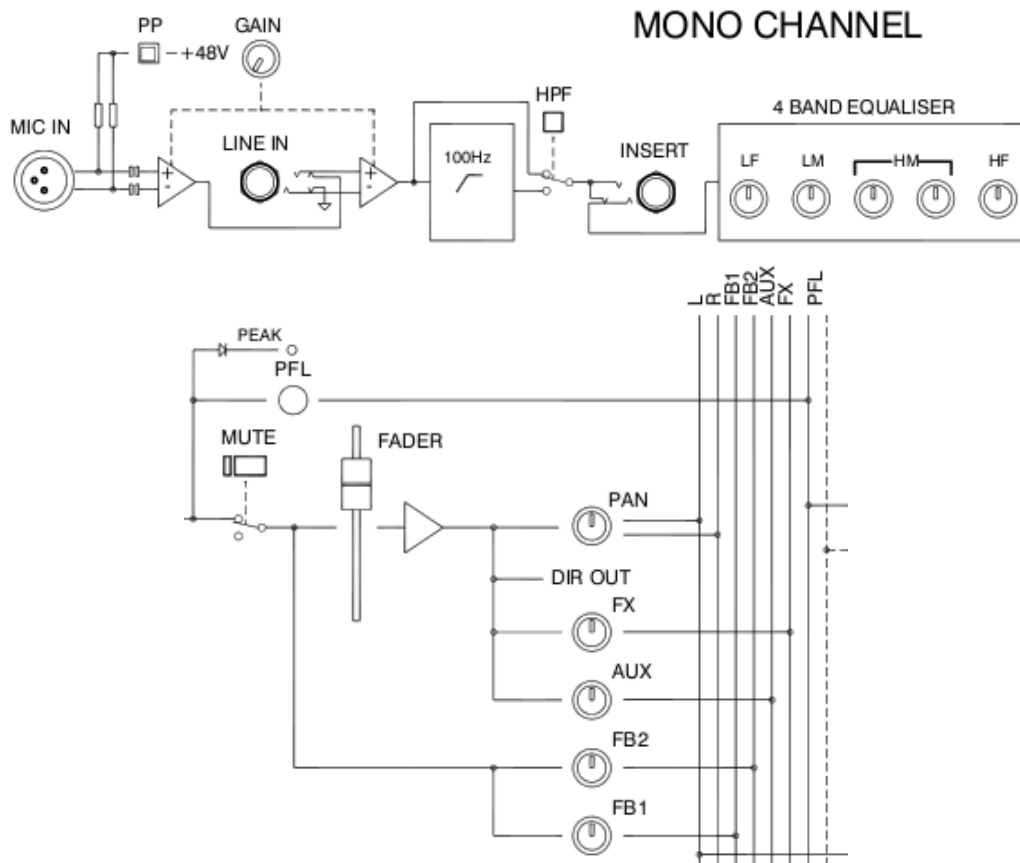 MONO CHANNEL
PP
GAIN
+48V
HPF
4 BAND EQUALISER
MIC IN
LINE IN
100Hz
INSERT
LF
LM
HM
HF
+
-
+
-
L
R
FB1
FB2
AUX
FX
PFL
PEAK
PFL
MUTE
FADER
PAN
DIR OUT
FX
AUX
FB2
FB1